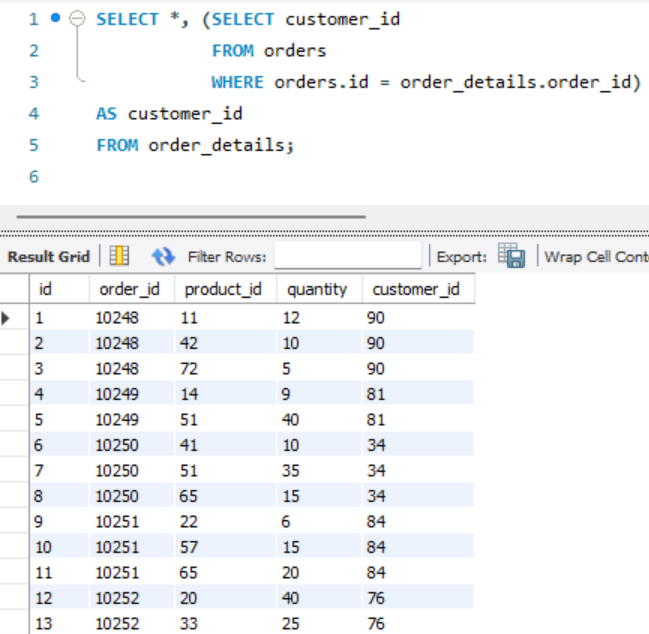 1 SELECT *, (SELECT customer_id
2 FROM orders
3 WHERE orders.id = order_details.order_id)
4 AS customer_id
5 FROM order_details;
6
Result Grid Filter Rows: Export: Wrap Cell Cont
id order_id product_id quantity customer_id
1 10248 11 12 90
2 10248 42 10 90
3 10248 72 5 90
4 10249 14 9 81
5 10249 51 40 81
6 10250 41 10 34
7 10250 51 35 34
8 10250 65 15 34
9 10251 22 6 84
10 10251 57 15 84
11 10251 65 20 84
12 10252 20 40 76
13 10252 33 25 76